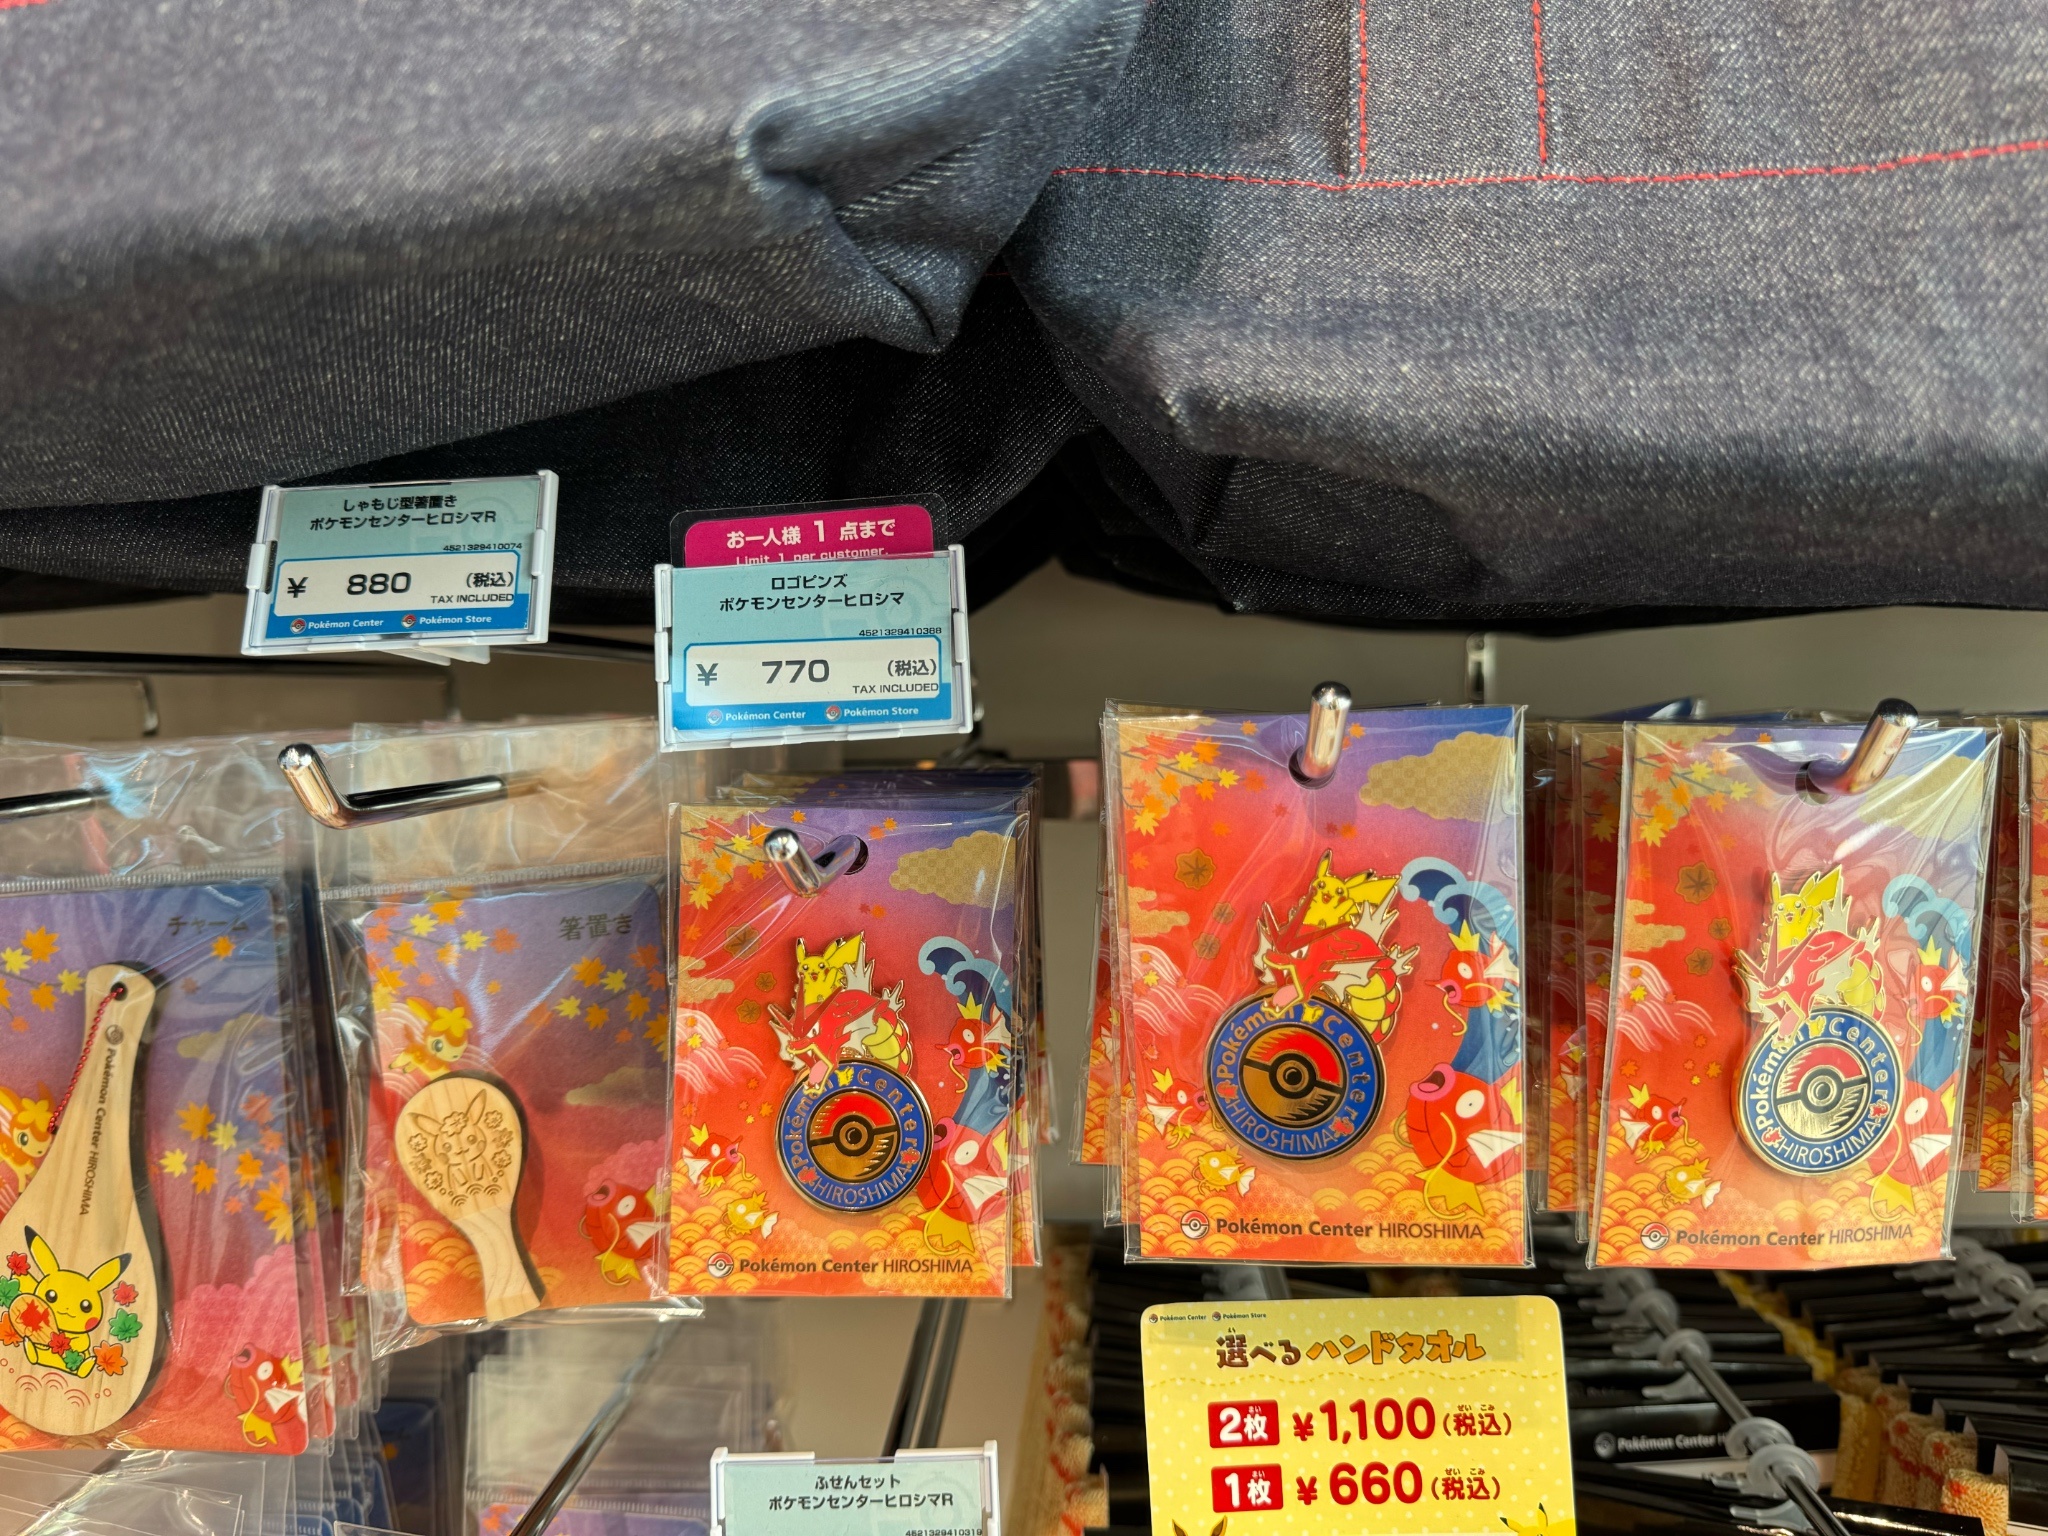 しゃもじ型箸置き
ポケモンセンターヒロシマR
4521329410074
¥ 880 (税込)
TAX INCLUDED
Pokémon Center Pokémon Store
お一人様 1 点まで
Limit 1 per customer.
ロゴピンズ
ポケモンセンターヒロシマ
4521329410388
¥ 770 (税込)
TAX INCLUDED
Pokémon Center Pokémon Store
チャーム
Pokémon Center HIROSHIMA
箸置き
Pokémon Center
HIROSHIMA
Pokémon Center HIROSHIMA
Pokémon Center
HIROSHIMA
Pokémon Center HIROSHIMA
Pokémon Center
HIROSHIMA
Pokémon Center HIROSHIMA
Pokémon Center Pokémon Store
選べるハンドタオル
2枚 ¥1,100 (税込)
1枚 ¥660 (税込)
Pokémon Center
ふせんセット
ポケモンセンターヒロシマR
4521329410319